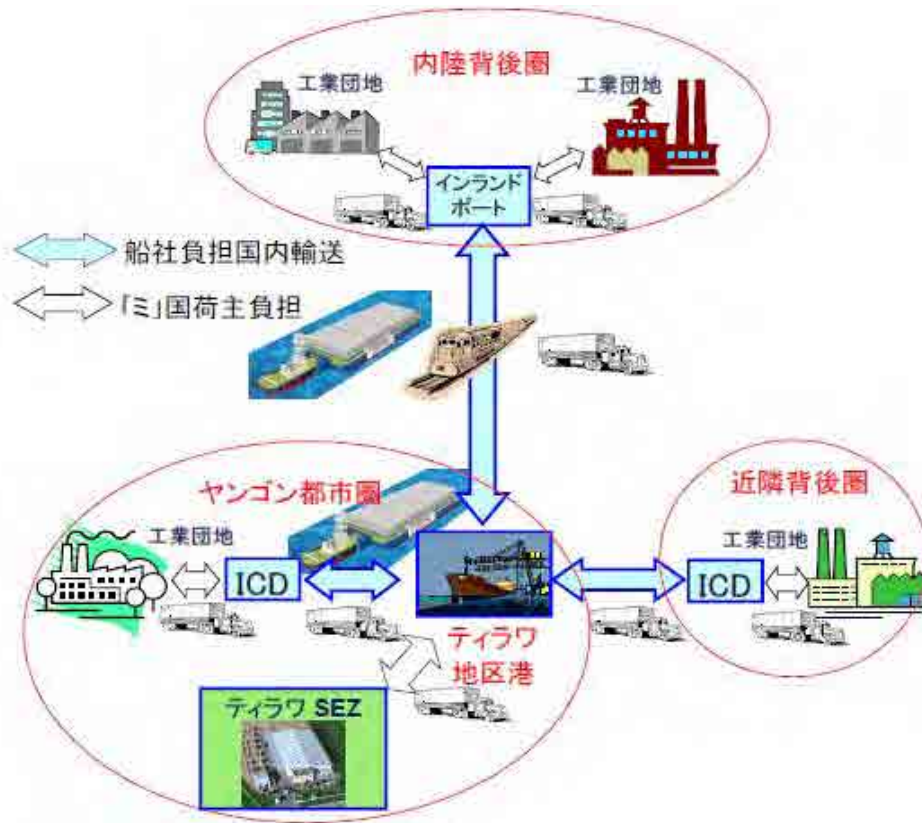 内陸背後圏
工業団地
工業団地
インランド
ポート
船社負担国内輸送
「ミ」国荷主負担
ヤンゴン都市圏
近隣背後圏
工業団地
工業団地
ICD
ICD
ティラワ
地区港
ティラワ SEZ